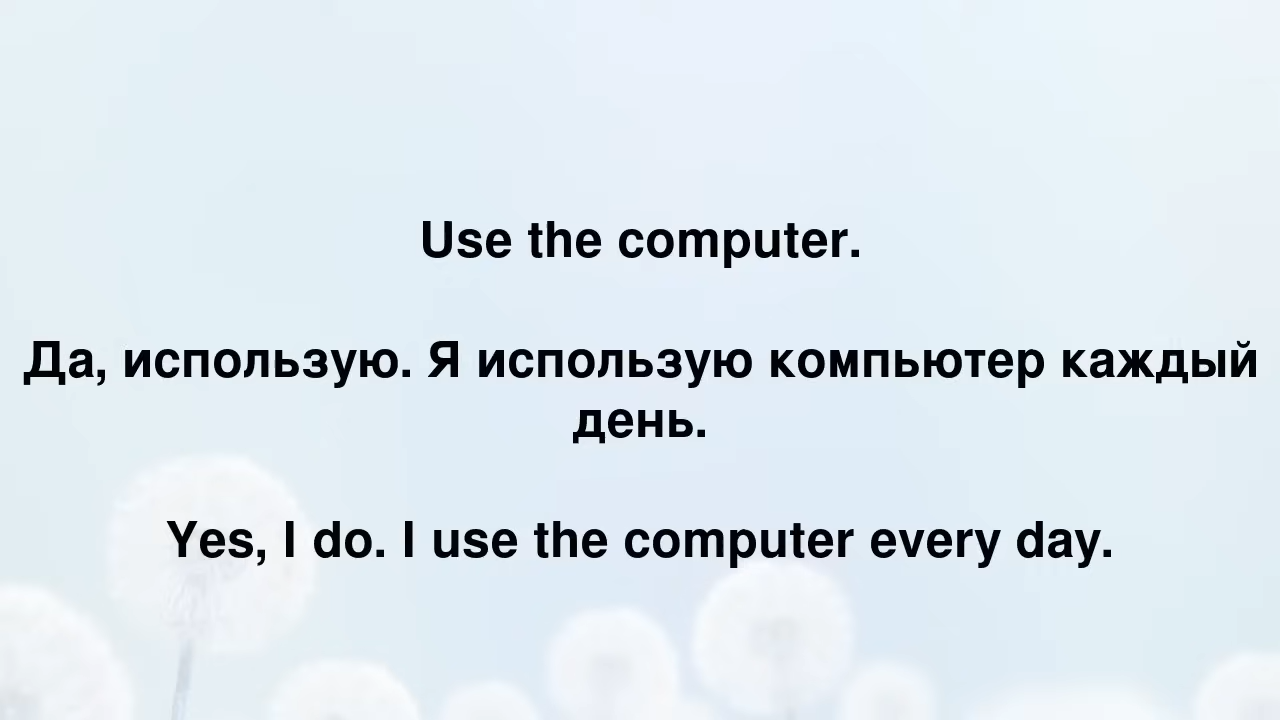 Use the computer.
Да, использую. Я использую компьютер каждый
день.
Yes, I do. I use the computer every day.